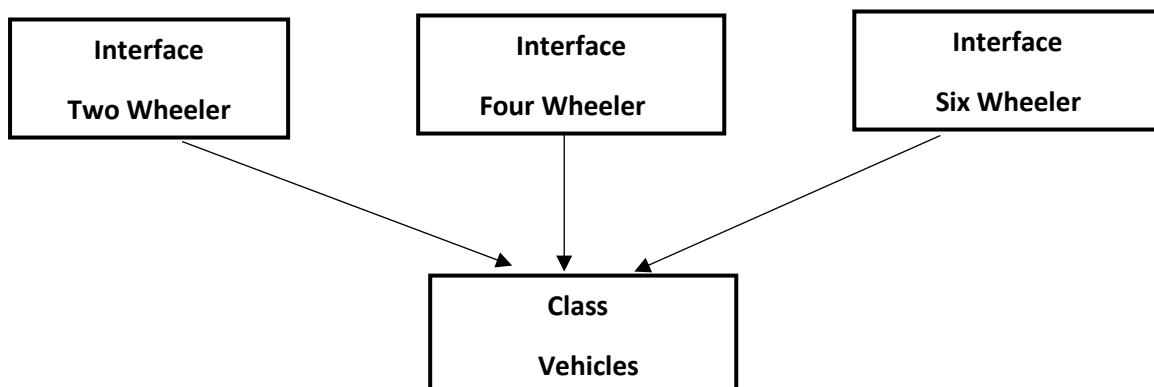 Interface
Two Wheeler
Interface
Four Wheeler
Interface
Six Wheeler
Class
Vehicles